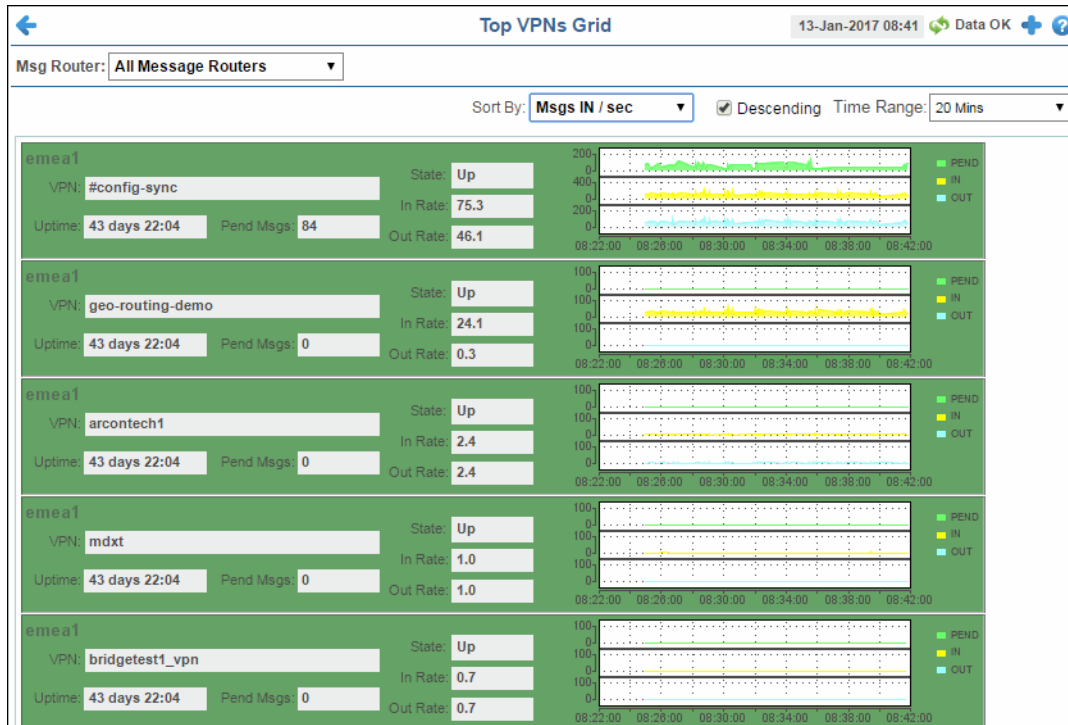 Top VPNs Grid 13-Jan-2017 08:41 Data OK
Msg Router: All Message Routers
Sort By: Msgs IN / sec Descending Time Range: 20 Mins
emea1
VPN: #config-sync
Uptime: 43 days 22:04 Pend Msgs: 84
State: Up
In Rate: 75.3
Out Rate: 46.1
200
0
400
0
200
0
08:22:00 08:26:00 08:30:00 08:34:00 08:38:00 08:42:00
PEND
IN
OUT
emea1
VPN: geo-routing-demo
Uptime: 43 days 22:04 Pend Msgs: 0
State: Up
In Rate: 24.1
Out Rate: 0.3
100
0
100
0
100
0
08:22:00 08:26:00 08:30:00 08:34:00 08:38:00 08:42:00
PEND
IN
OUT
emea1
VPN: arcontech1
Uptime: 43 days 22:04 Pend Msgs: 0
State: Up
In Rate: 2.4
Out Rate: 2.4
100
0
100
0
100
0
08:22:00 08:26:00 08:30:00 08:34:00 08:38:00 08:42:00
PEND
IN
OUT
emea1
VPN: mdxt
Uptime: 43 days 22:04 Pend Msgs: 0
State: Up
In Rate: 1.0
Out Rate: 1.0
100
0
100
0
100
0
08:22:00 08:26:00 08:30:00 08:34:00 08:38:00 08:42:00
PEND
IN
OUT
emea1
VPN: bridgetest1_vpn
Uptime: 43 days 22:04 Pend Msgs: 0
State: Up
In Rate: 0.7
Out Rate: 0.7
100
0
100
0
100
0
08:22:00 08:26:00 08:30:00 08:34:00 08:38:00 08:42:00
PEND
IN
OUT